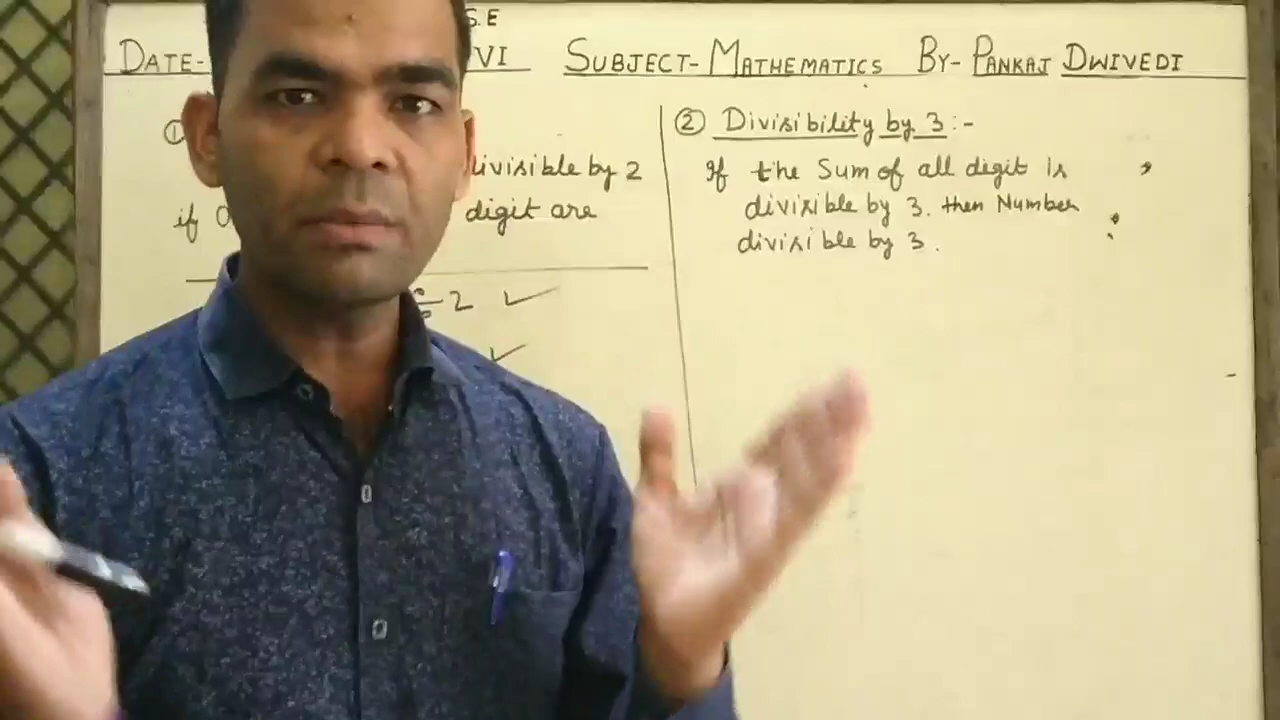 S.E
DATE- VI SUBJECT- MATHEMATICS BY- PANKAJ DWIVEDI
①
divisible by 2
if 0 digit are
2
② Divisibility by 3:-
If the Sum of all digit is
divisible by 3. then Number
divisible by 3.